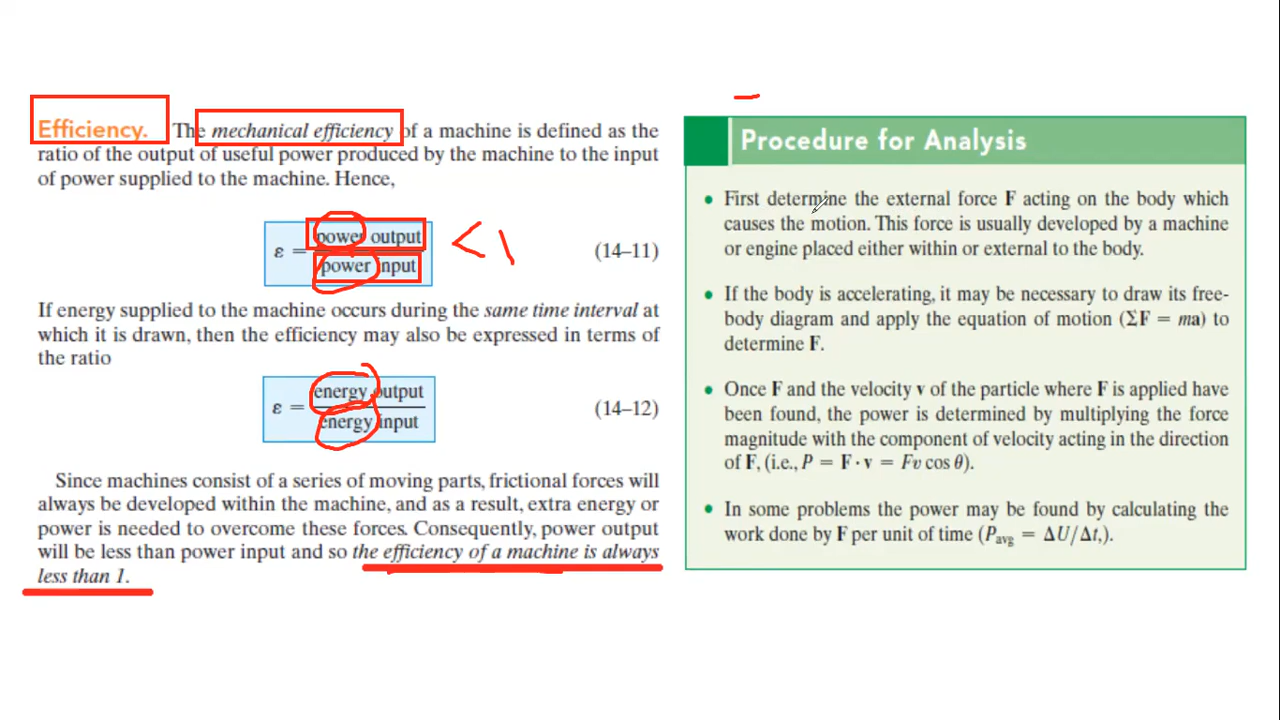 Efficiency. The mechanical efficiency of a machine is defined as the
ratio of the output of useful power produced by the machine to the input
of power supplied to the machine. Hence,
ε = power output / power input < 1 (14–11)
If energy supplied to the machine occurs during the same time interval at
which it is drawn, then the efficiency may also be expressed in terms of
the ratio
ε = energy output / energy input (14–12)
Since machines consist of a series of moving parts, frictional forces will
always be developed within the machine, and as a result, extra energy or
power is needed to overcome these forces. Consequently, power output
will be less than power input and so the efficiency of a machine is always
less than 1.
Procedure for Analysis
• First determine the external force F acting on the body which
causes the motion. This force is usually developed by a machine
or engine placed either within or external to the body.
• If the body is accelerating, it may be necessary to draw its free-
body diagram and apply the equation of motion (ΣF = ma) to
determine F.
• Once F and the velocity v of the particle where F is applied have
been found, the power is determined by multiplying the force
magnitude with the component of velocity acting in the direction
of F, (i.e., P = F · v = Fv cos θ).
• In some problems the power may be found by calculating the
work done by F per unit of time (Pavg = ΔU/Δt,).